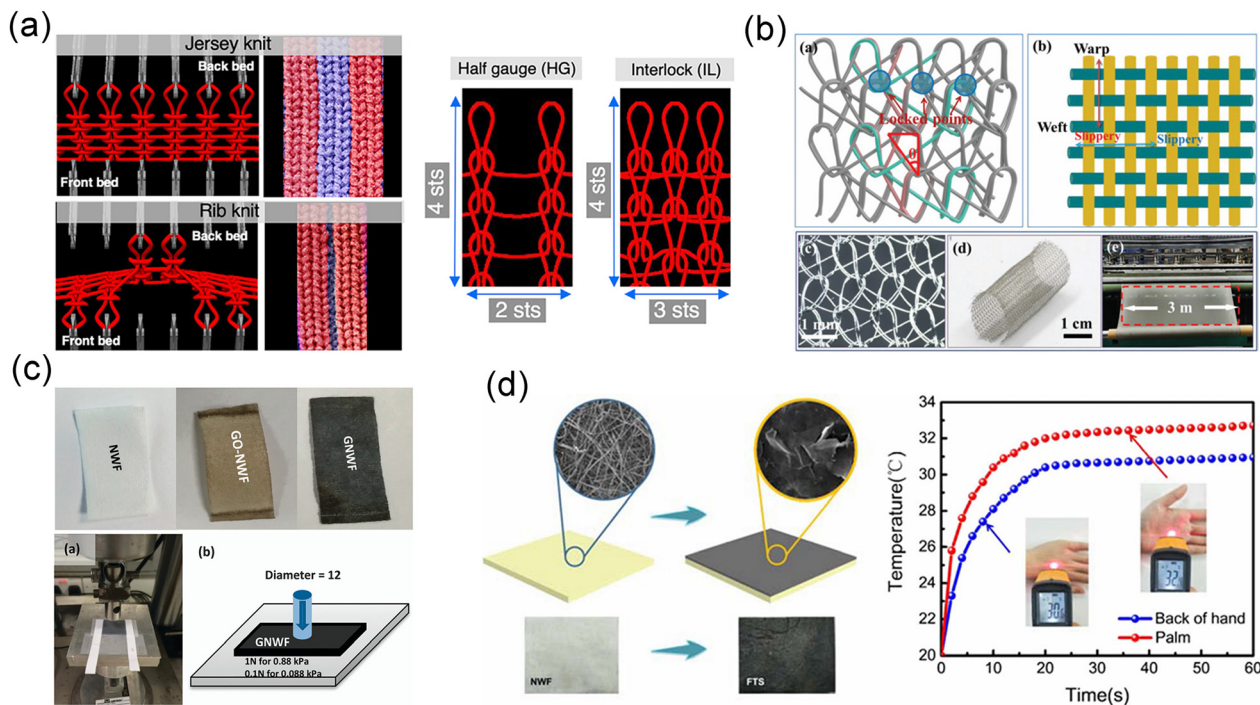 (a)
Jersey knit
Back bed
Front bed
Rib knit
Back bed
Front bed
Half gauge (HG)
4 sts
2 sts
Interlock (IL)
4 sts
3 sts
(b)
(a)
Locked points
θ
(b)
Warp
Weft
Slippery
Slippery
(c)
1 mm
(d)
1 cm
(e)
3 m
(c)
NWF
GO-NWF
GNWF
(a)
(b)
Diameter = 12
GNWF
1N for 0.88 kPa
0.1N for 0.088 kPa
(d)
NWF
FTS
Temperature(℃)
34
32
30
28
26
24
22
20
0
10
20
30
40
50
60
Time(s)
Back of hand
Palm